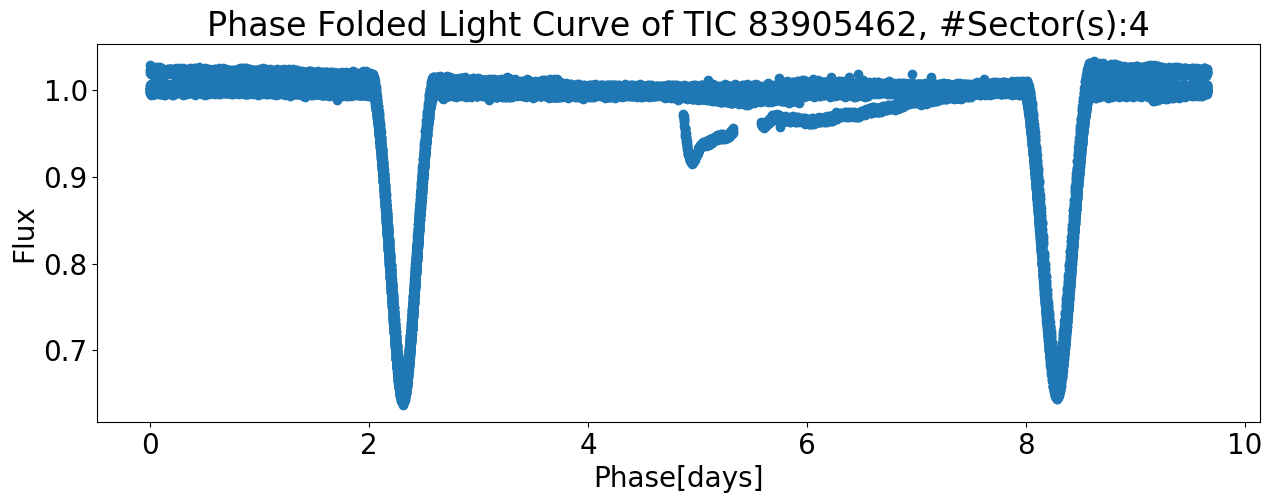 Phase Folded Light Curve of TIC 83905462, #Sector(s):4
1.0
0.9
0.8
0.7
Flux
0 2 4 6 8 10
Phase[days]